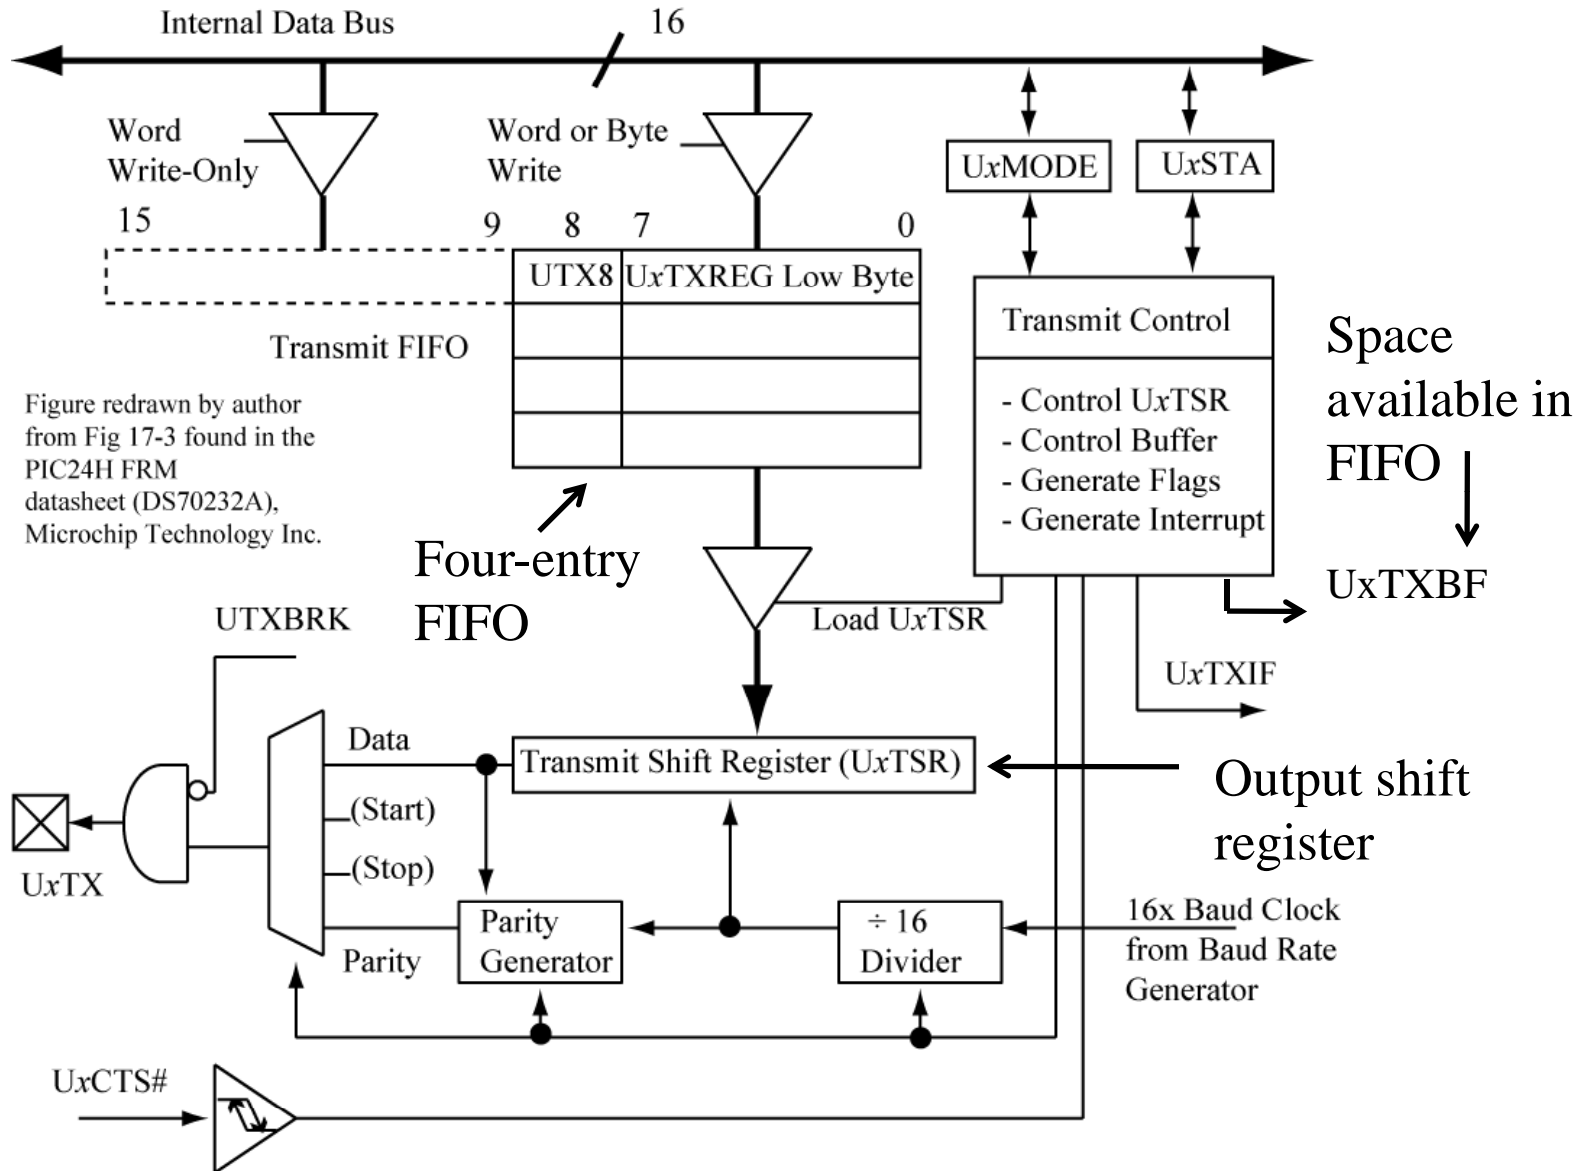 Internal Data Bus
16
Word
Write-Only
Word or Byte
Write
UxMODE
UxSTA
15
9
8
7
0
UTX8
UxTXREG Low Byte
Transmit FIFO
Transmit Control
- Control UxTSR
- Control Buffer
- Generate Flags
- Generate Interrupt
Space
available in
FIFO
UxTXBF
Figure redrawn by author
from Fig 17-3 found in the
PIC24H FRM
datasheet (DS70232A),
Microchip Technology Inc.
Four-entry
FIFO
Load UxTSR
UTXBRK
UxTXIF
Data
Transmit Shift Register (UxTSR)
Output shift
register
(Start)
(Stop)
UxTX
Parity
Parity
Generator
÷ 16
Divider
16x Baud Clock
from Baud Rate
Generator
UxCTS#